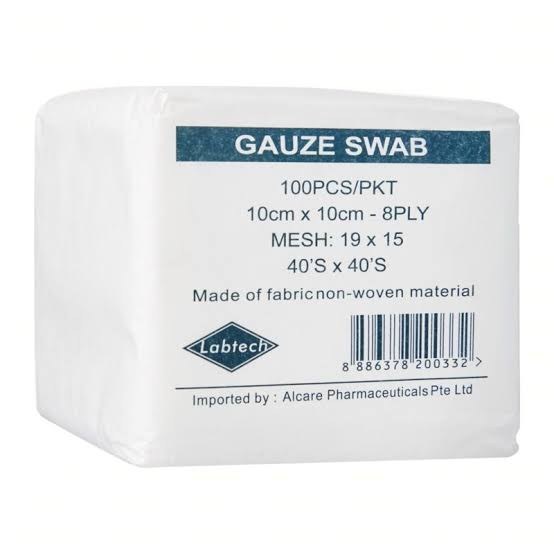 GAUZE SWAB
100PCS/PKT
10cm x 10cm - 8PLY
MESH: 19 x 15
40'S x 40'S
Made of fabric non-woven material
Labtech
8 886378 200332 >
Imported by : Alcare Pharmaceuticals Pte Ltd